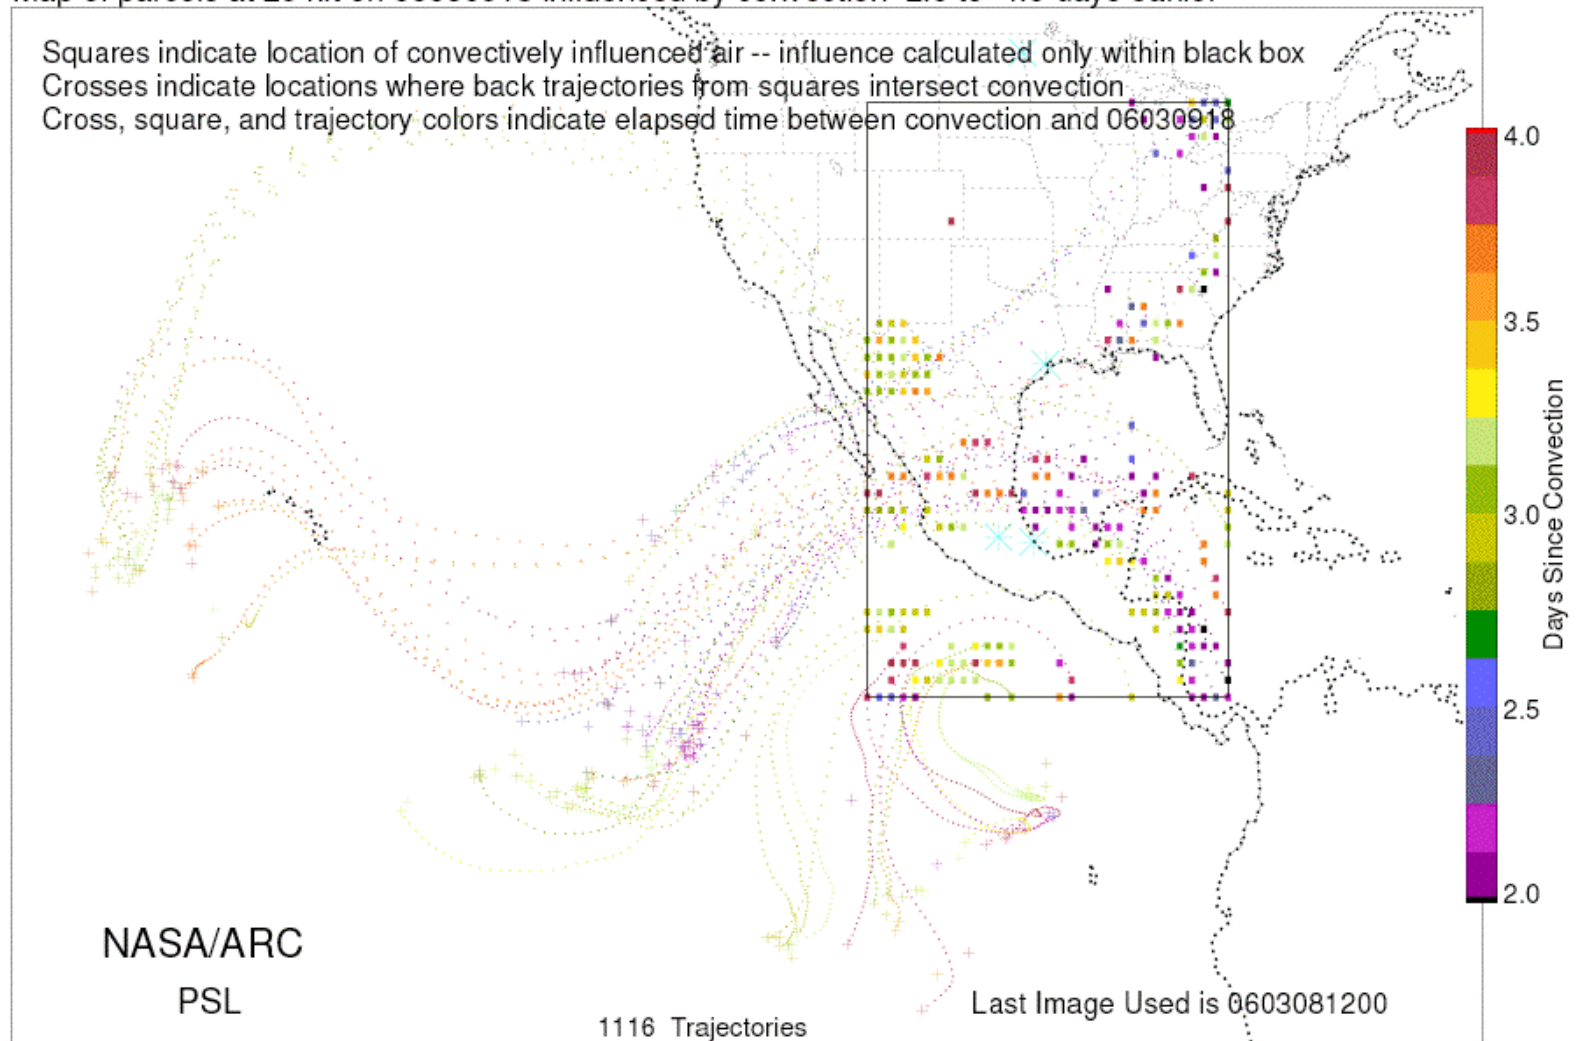 Squares indicate location of convectively influenced air -- influence calculated only within black box
Crosses indicate locations where back trajectories from squares intersect convection
Cross, square, and trajectory colors indicate elapsed time between convection and 06030918
4.0
3.5
3.0
2.5
2.0
Days Since Convection
NASA/ARC
PSL
1116 Trajectories
Last Image Used is 0603081200